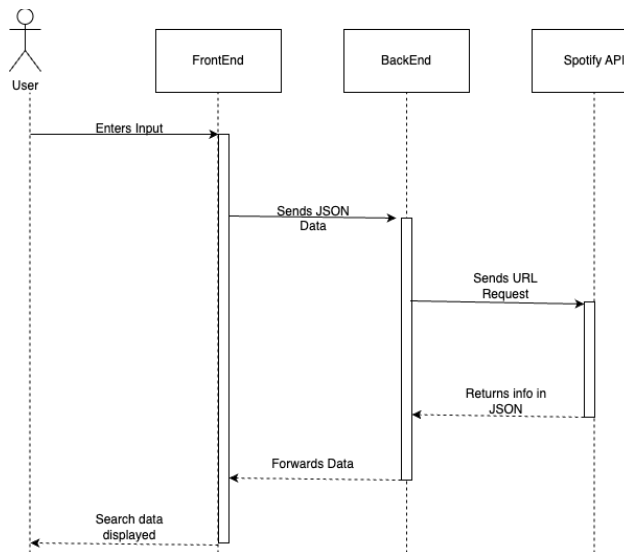 FrontEnd
BackEnd
Spotify API
User
Enters Input
Sends JSON
Data
Sends URL
Request
Returns info in
JSON
Forwards Data
Search data
displayed